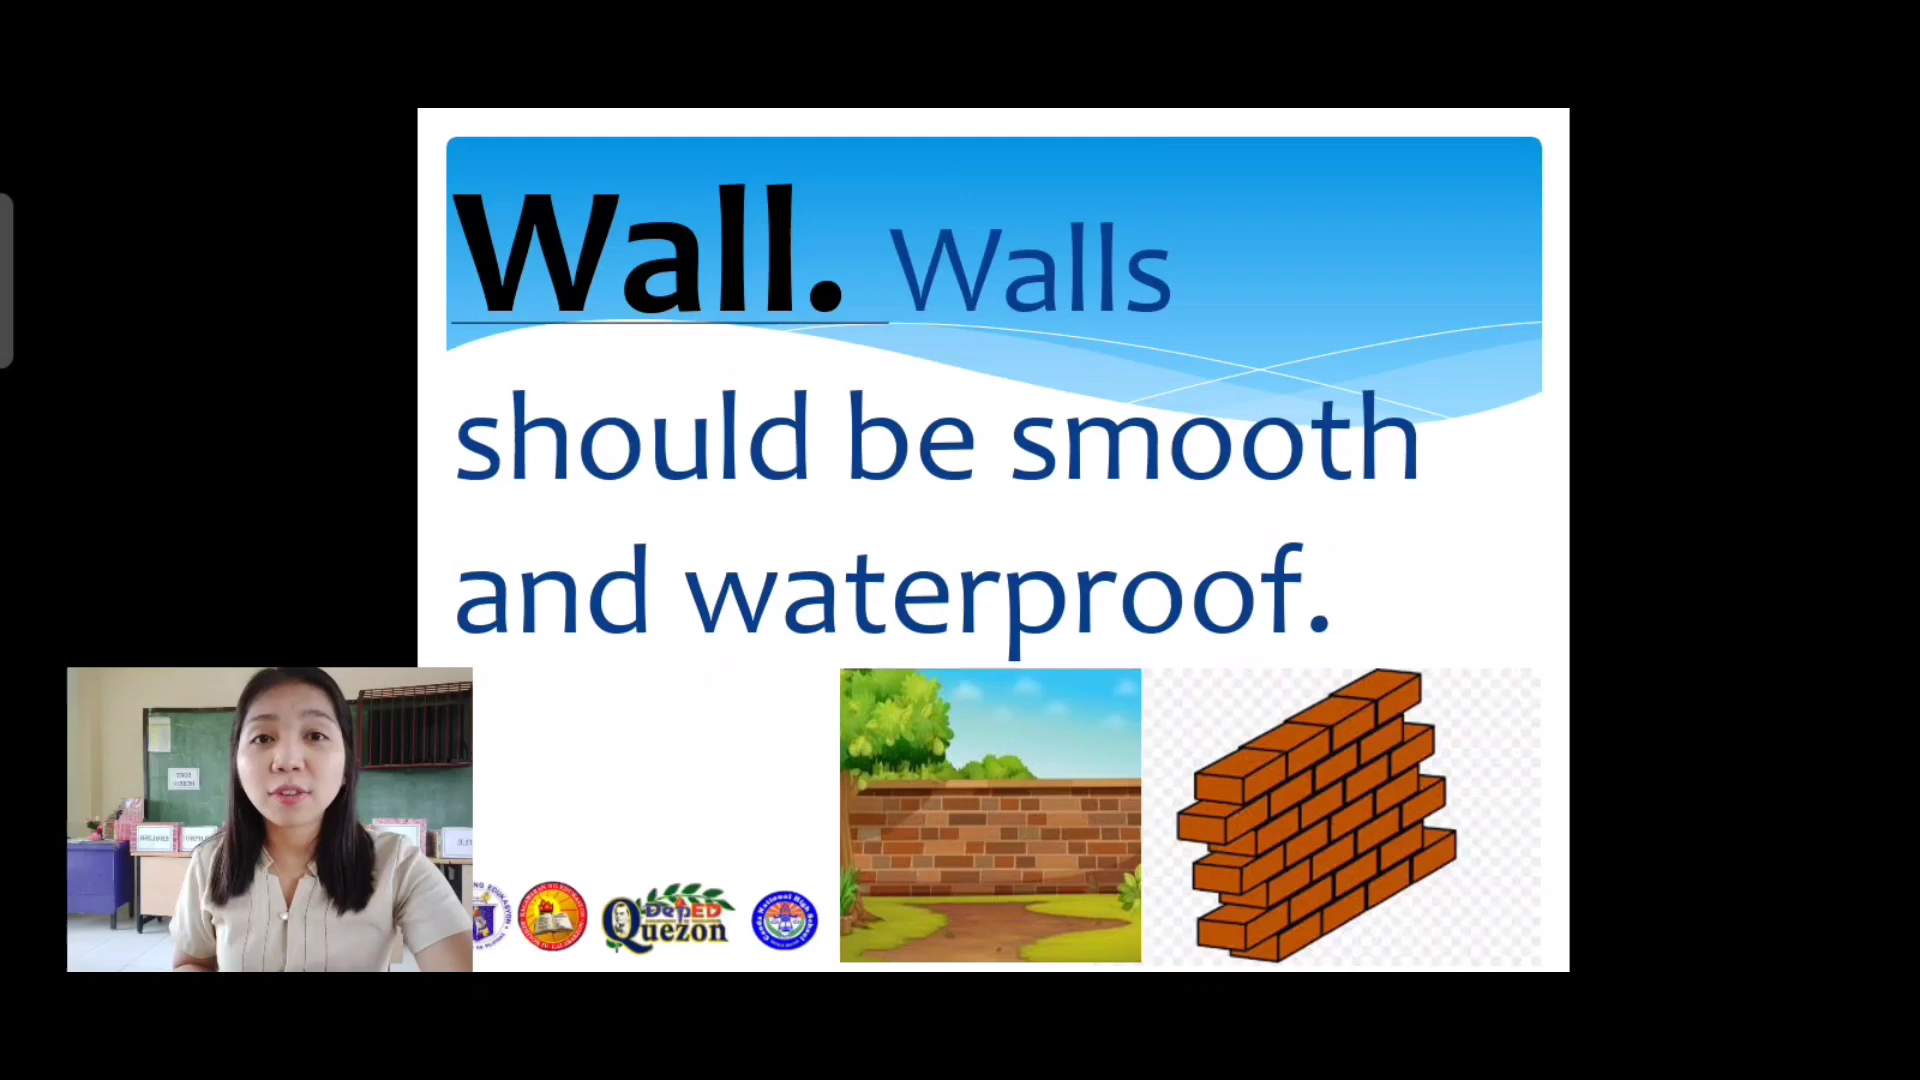 Wall. Walls
should be smooth
and waterproof.
DepED
Quezon